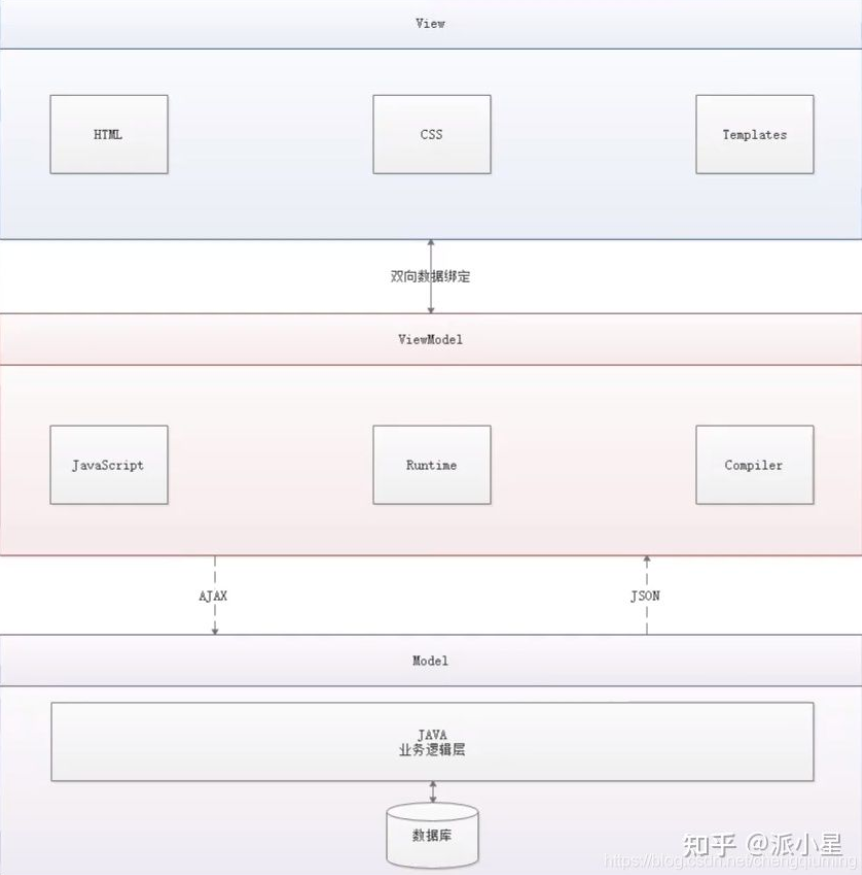 View
HTML
CSS
Templates
双向数据绑定
ViewModel
JavaScript
Runtime
Compiler
AJAX
JSON
Model
JAVA
业务逻辑层
数据库
知乎 @派小星
https://blog.csdn.net/chengqiuming